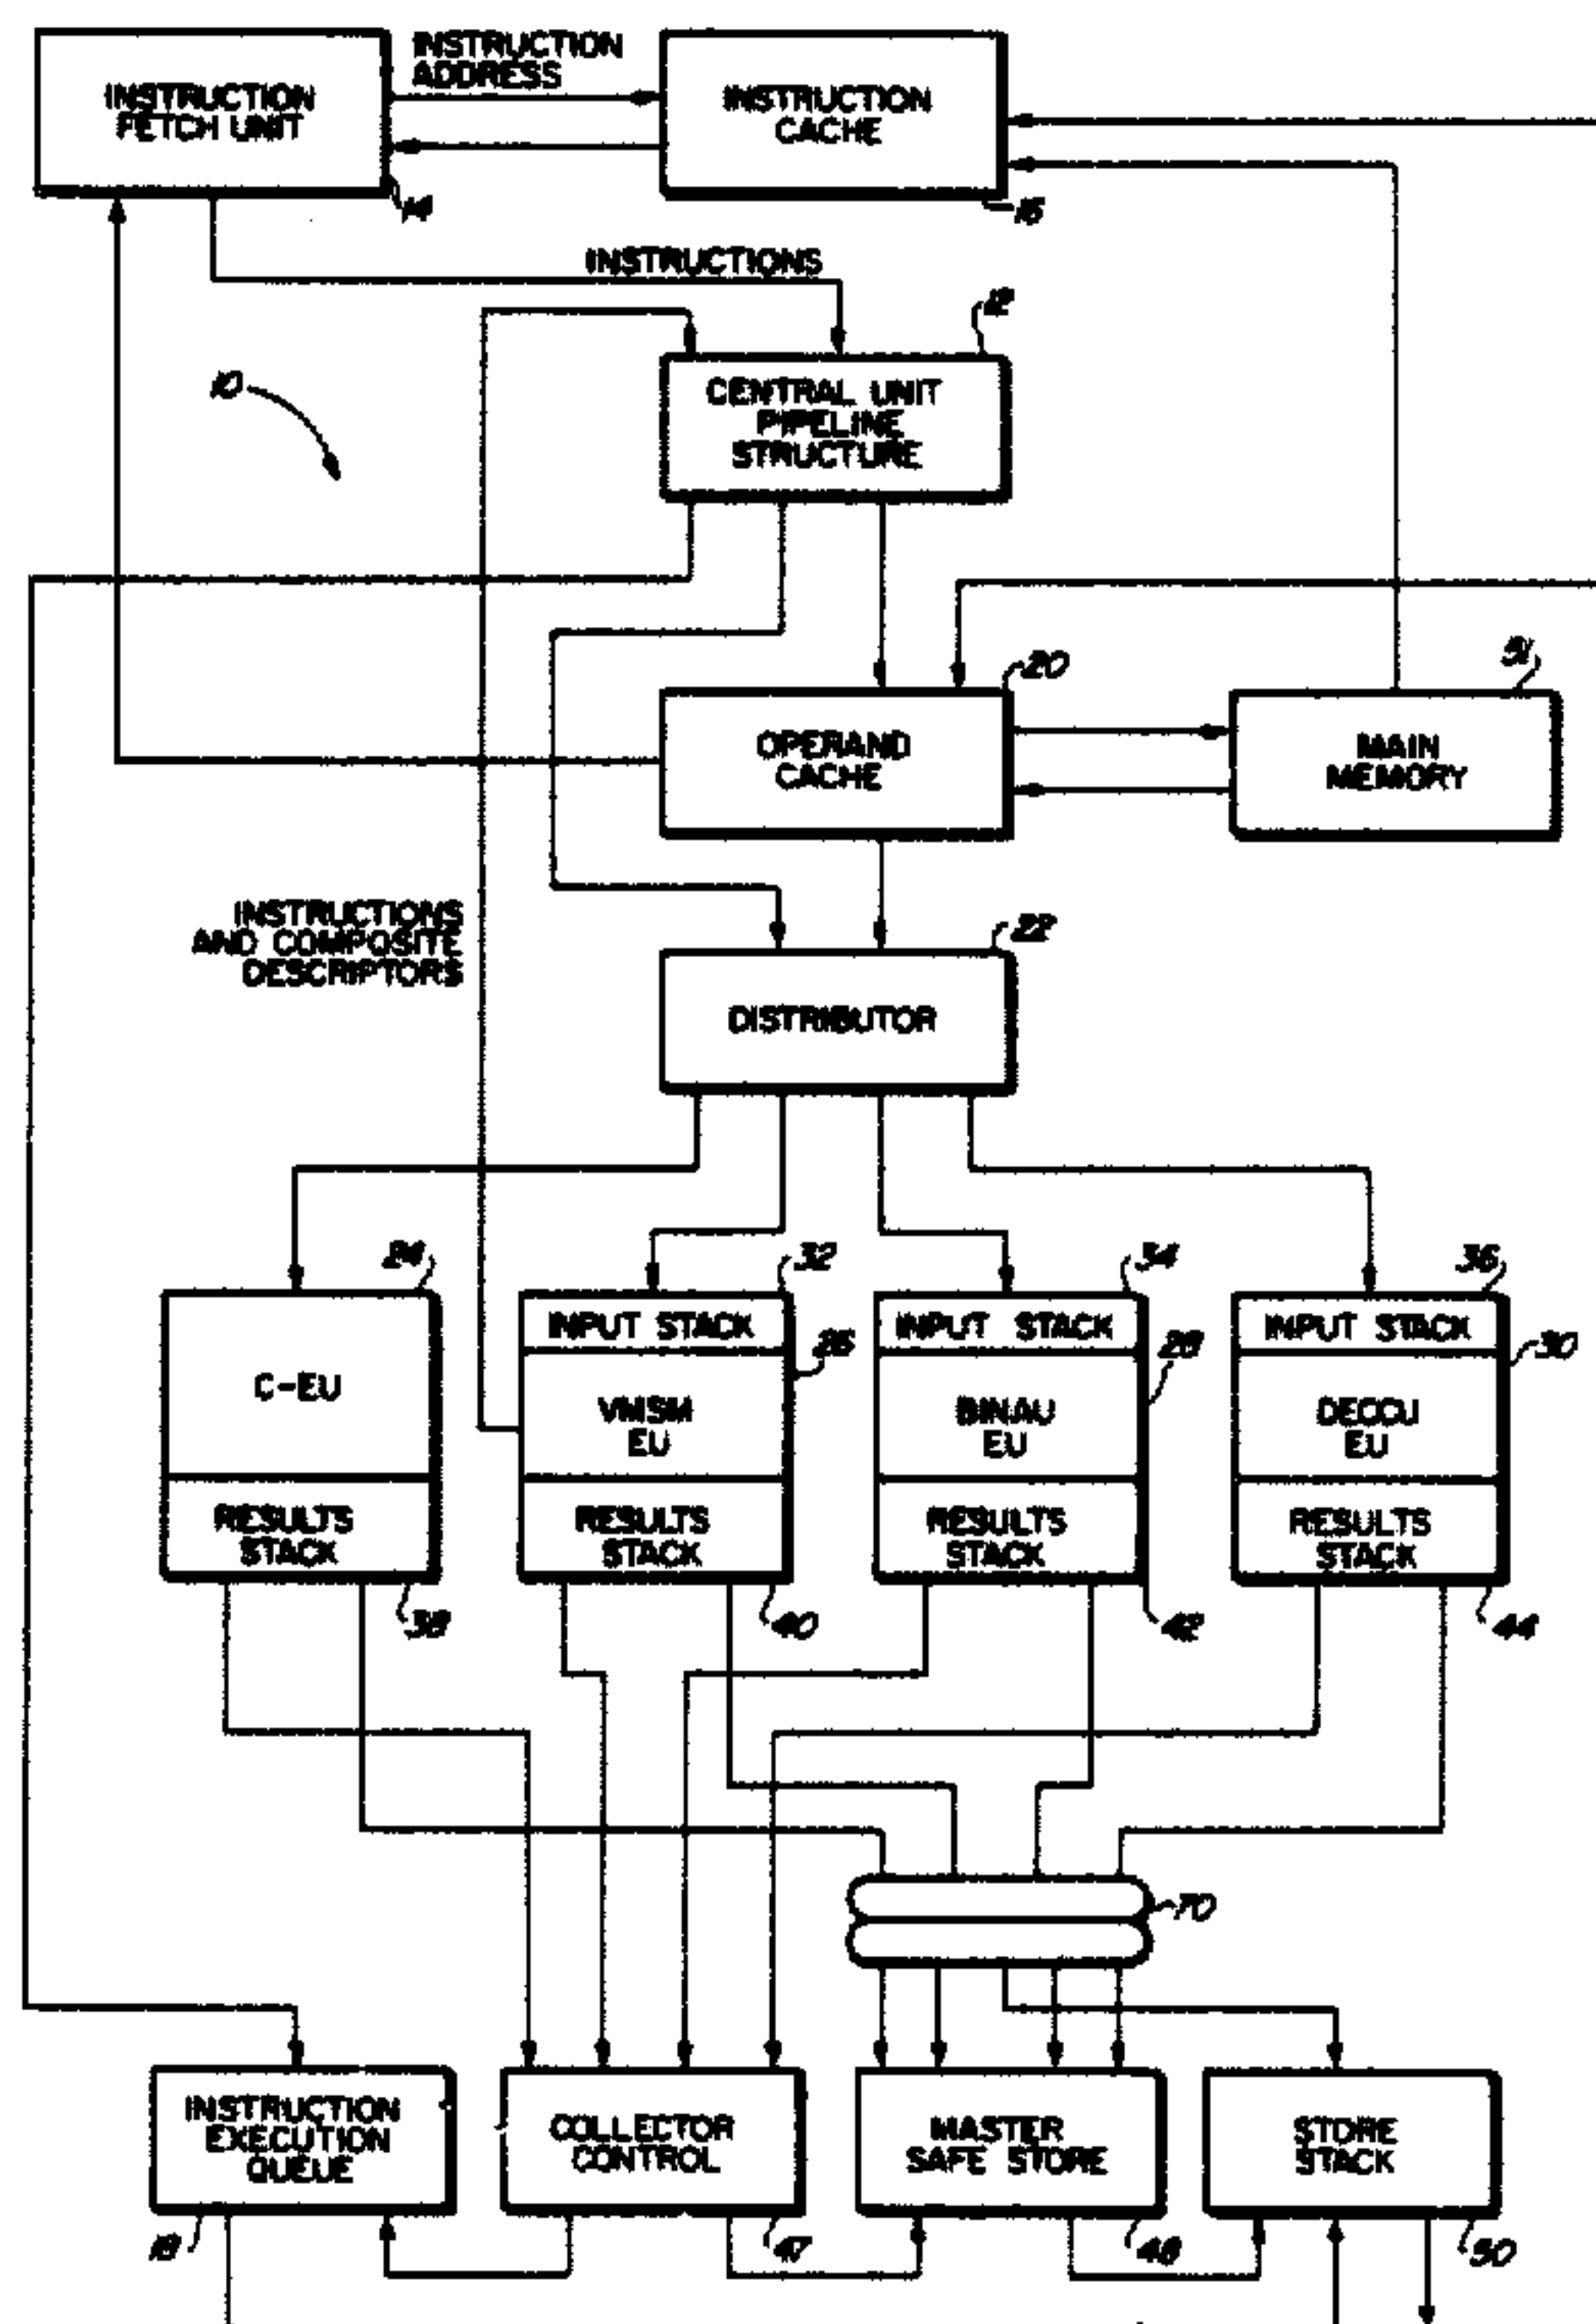 INSTRUCTION
ADDRESS
INSTRUCTION
FETCH UNIT
14
INSTRUCTION
CACHE
16
INSTRUCTIONS
12
10
CENTRAL UNIT
PIPELINE
STRUCTURE
20
OPERAND
CACHE
51
MAIN
MEMORY
INSTRUCTIONS
AND COMPOSITE
DESCRIPTORS
22
DISTRIBUTOR
24
C-EU
RESULTS
STACK
38
32
INPUT STACK
26
VMSM
EU
RESULTS
STACK
40
34
INPUT STACK
28
BINAU
EU
RESULTS
STACK
42
36
INPUT STACK
30
DECCU
EU
RESULTS
STACK
44
70
INSTRUCTION
EXECUTION
QUEUE
18
COLLECTOR
CONTROL
47
MASTER
SAFE STORE
48
STORE
STACK
50